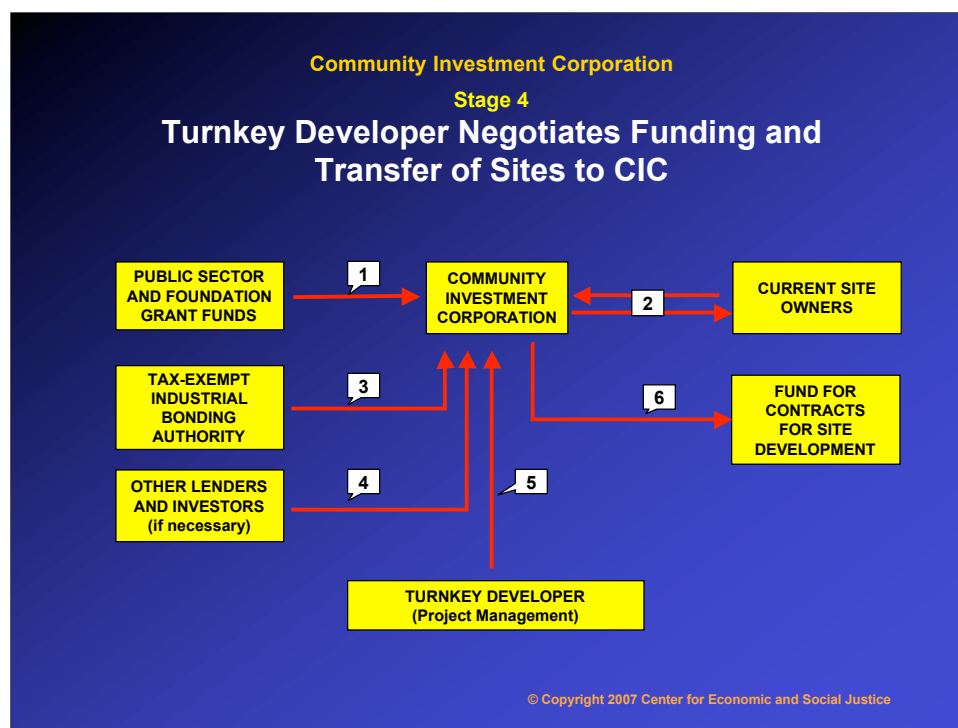 Community Investment Corporation
Stage 4
Turnkey Developer Negotiates Funding and
Transfer of Sites to CIC
PUBLIC SECTOR
AND FOUNDATION
GRANT FUNDS
1
COMMUNITY
INVESTMENT
CORPORATION
2
CURRENT SITE
OWNERS
TAX-EXEMPT
INDUSTRIAL
BONDING
AUTHORITY
3
6
FUND FOR
CONTRACTS
FOR SITE
DEVELOPMENT
OTHER LENDERS
AND INVESTORS
(if necessary)
4
5
TURNKEY DEVELOPER
(Project Management)
© Copyright 2007 Center for Economic and Social Justice